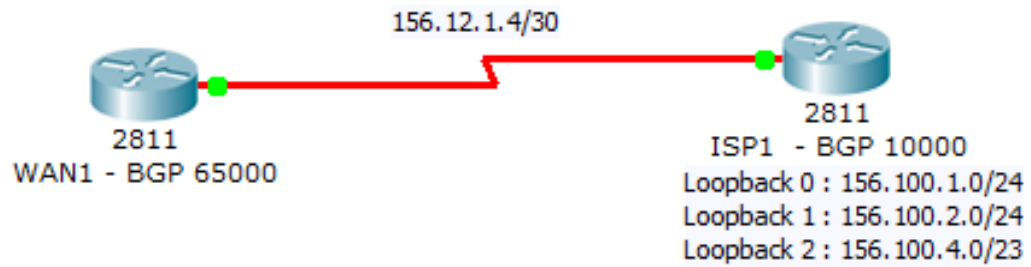 156.12.1.4/30
2811
WAN1 - BGP 65000
2811
ISP1 - BGP 10000
Loopback 0 : 156.100.1.0/24
Loopback 1 : 156.100.2.0/24
Loopback 2 : 156.100.4.0/23